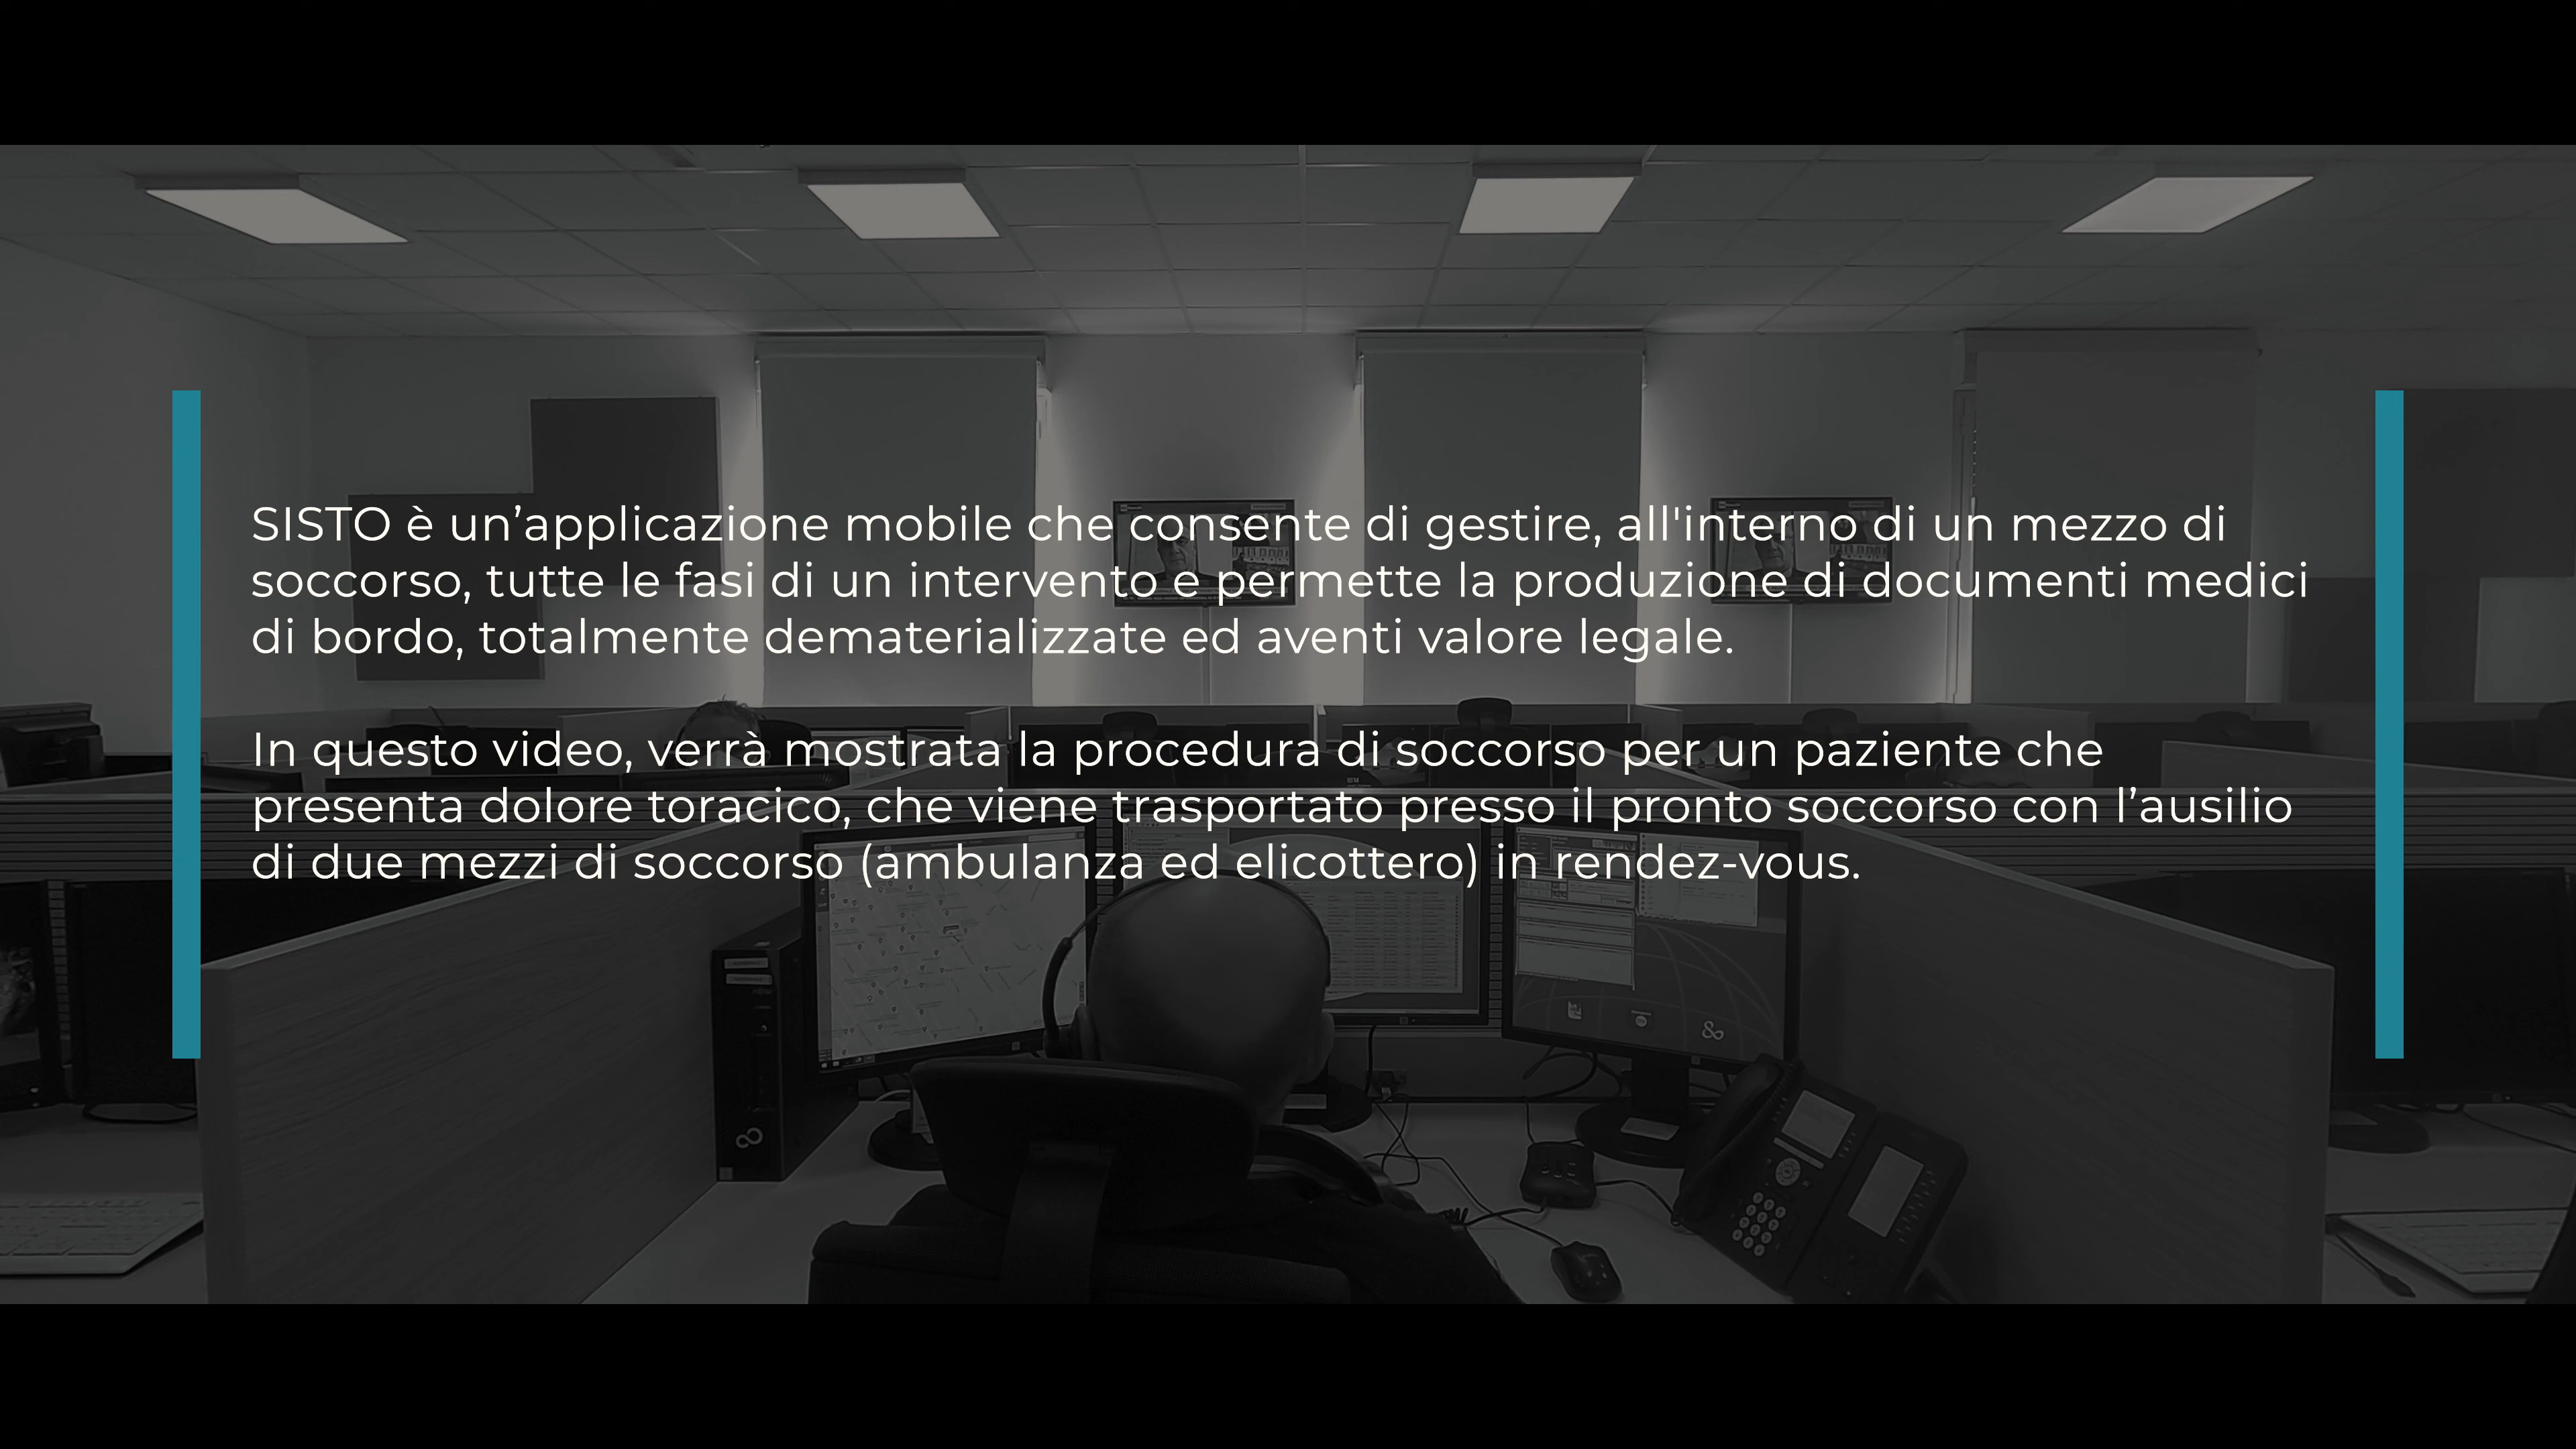 SISTO è un’applicazione mobile che consente di gestire, all'interno di un mezzo di
soccorso, tutte le fasi di un intervento e permette la produzione di documenti medici
di bordo, totalmente dematerializzate ed aventi valore legale.
In questo video, verrà mostrata la procedura di soccorso per un paziente che
presenta dolore toracico, che viene trasportato presso il pronto soccorso con l’ausilio
di due mezzi di soccorso (ambulanza ed elicottero) in rendez-vous.